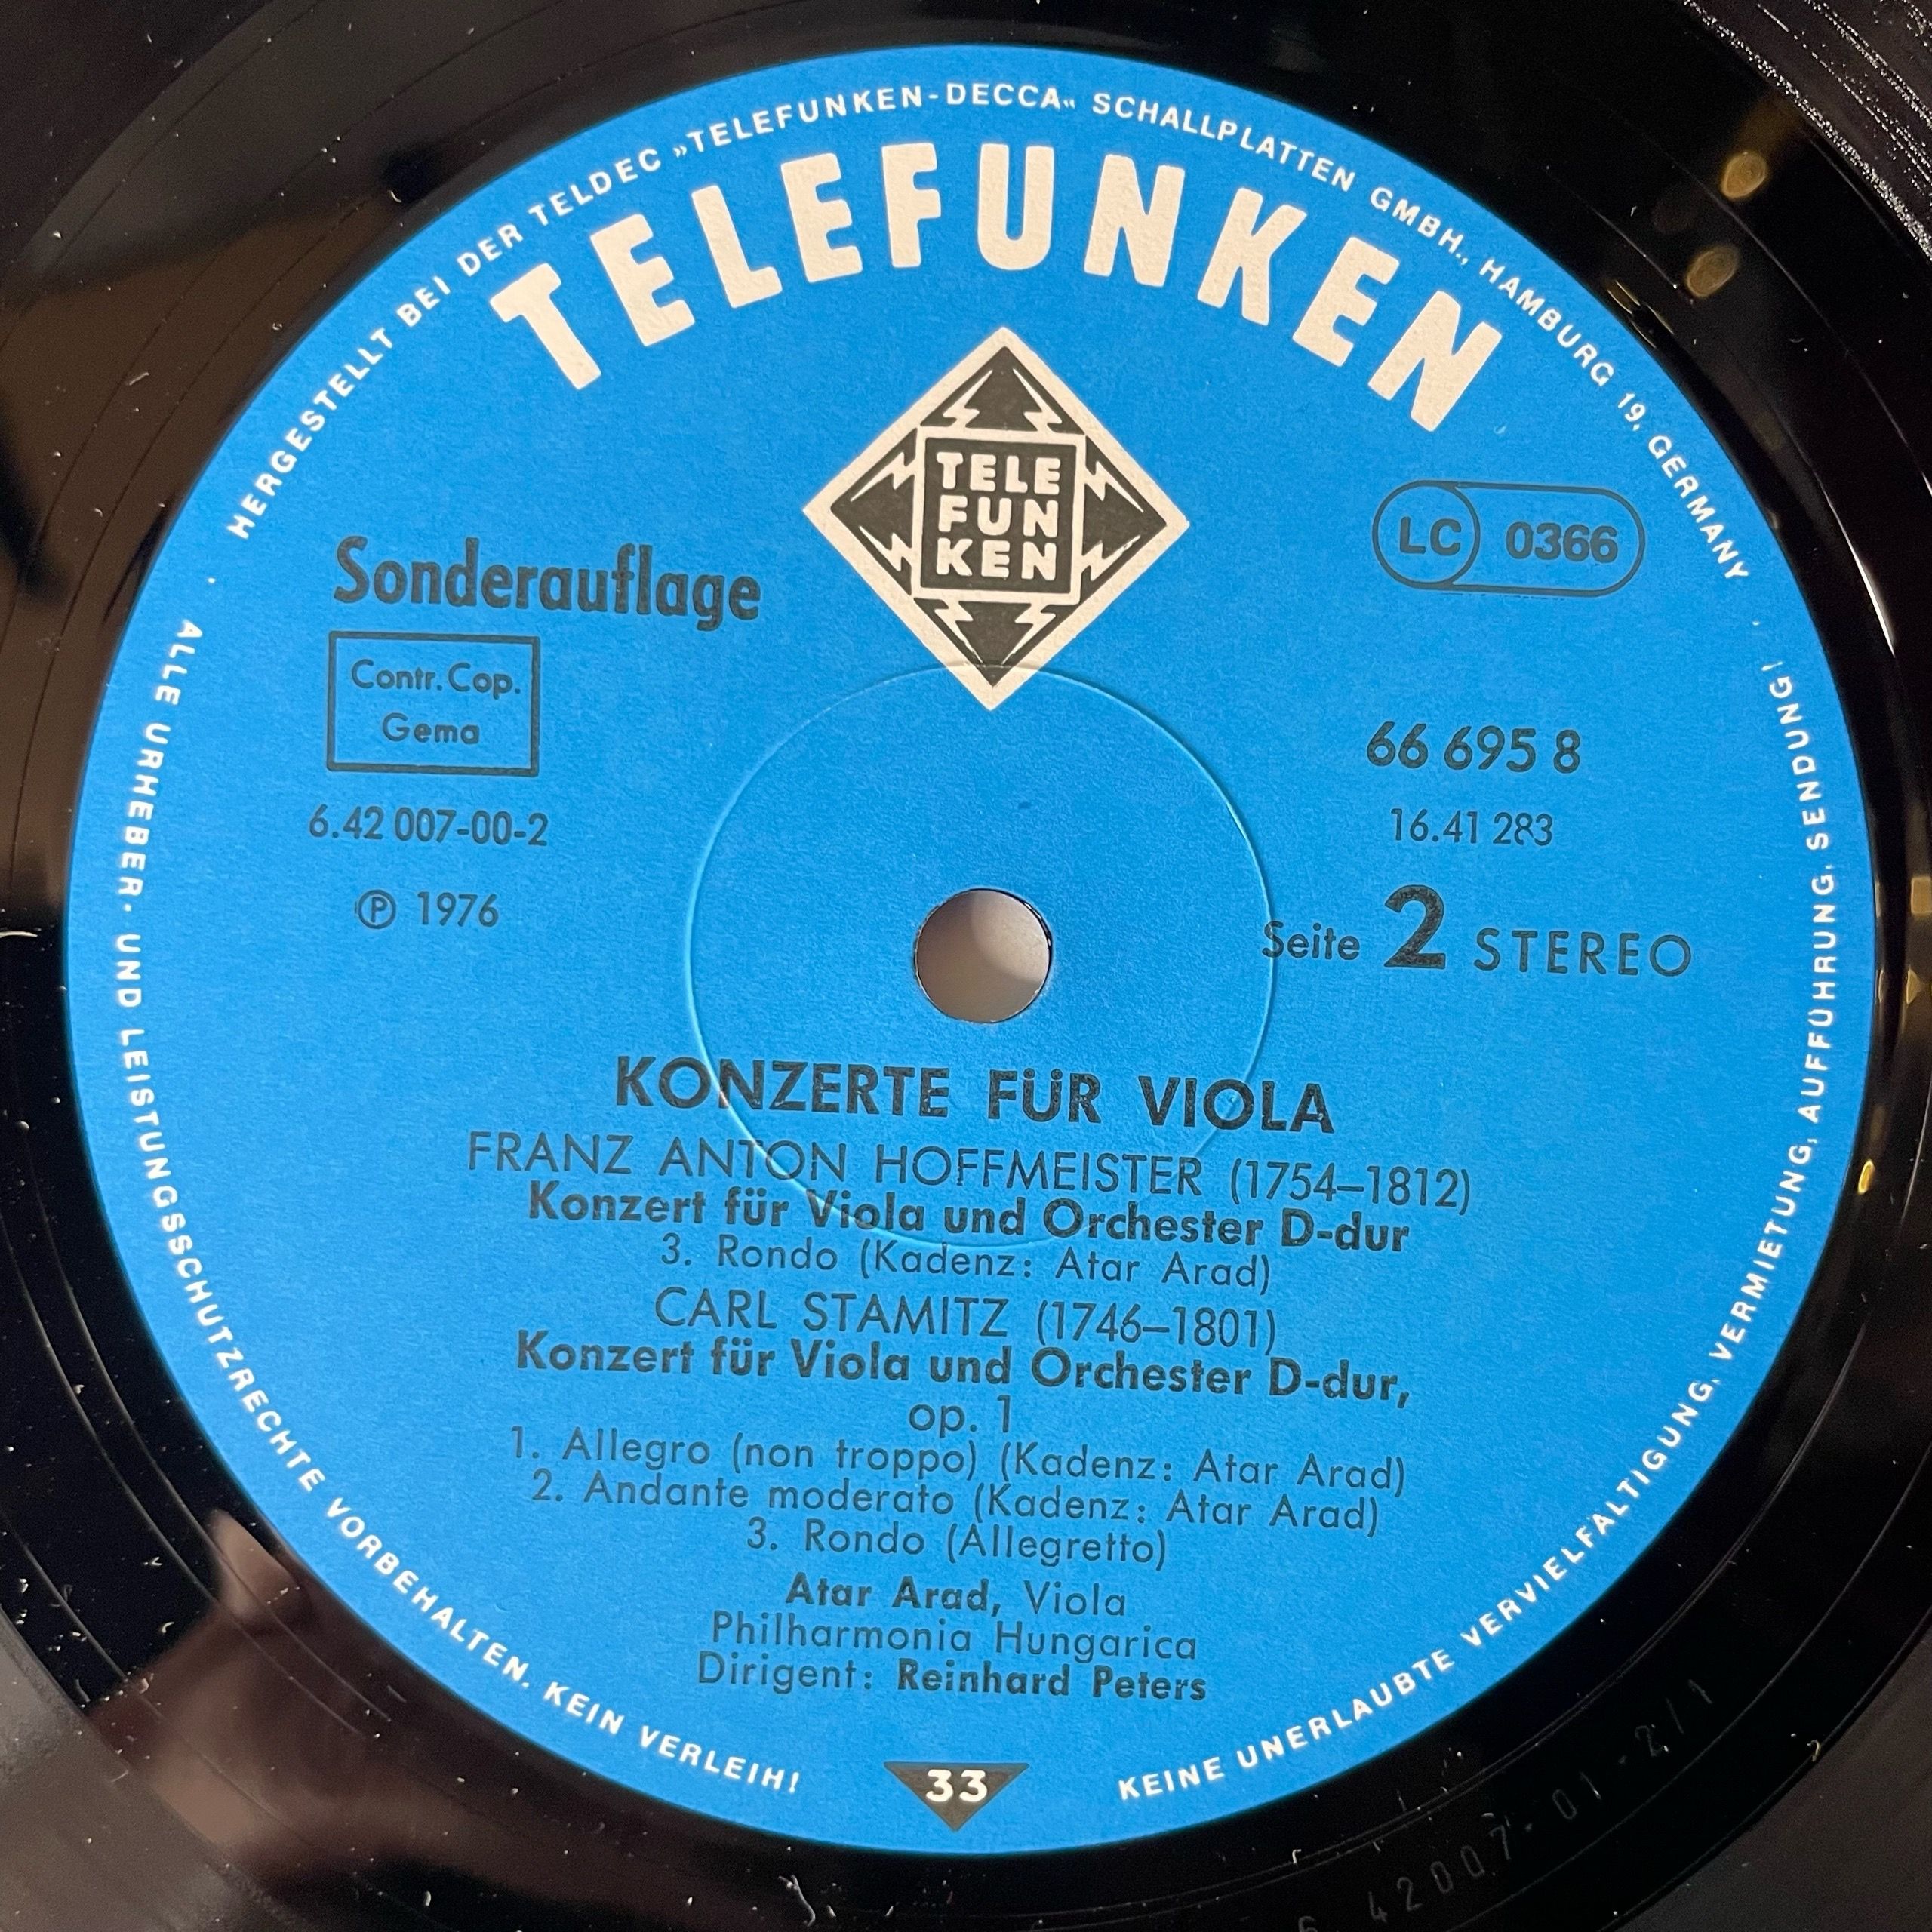 HERGESTELLT BEI DER TELDEC »TELEFUNKEN-DECCA« SCHALLPLATTEN GMBH., HAMBURG 19, GERMANY
TELEFUNKEN
TELE
FUN
KEN
LC 0366
Sonderauflage
Contr. Cop.
Gema
6.42 007-00-2
℗ 1976
66 695 8
16.41 283
Seite 2 STEREO
KONZERTE FÜR VIOLA
FRANZ ANTON HOFFMEISTER (1754–1812)
Konzert für Viola und Orchester D-dur
3. Rondo (Kadenz: Atar Arad)
CARL STAMITZ (1746–1801)
Konzert für Viola und Orchester D-dur,
op. 1
1. Allegro (non troppo) (Kadenz: Atar Arad)
2. Andante moderato (Kadenz: Atar Arad)
3. Rondo (Allegretto)
Atar Arad, Viola
Philharmonia Hungarica
Dirigent: Reinhard Peters
33
ALLE URHEBER- UND LEISTUNGSSCHUTZRECHTE VORBEHALTEN. KEIN VERLEIH!
KEINE UNERLAUBTE VERVIELFÄLTIGUNG, VERMIETUNG, AUFFÜHRUNG, SENDUNG!
6 42007-01-2/1